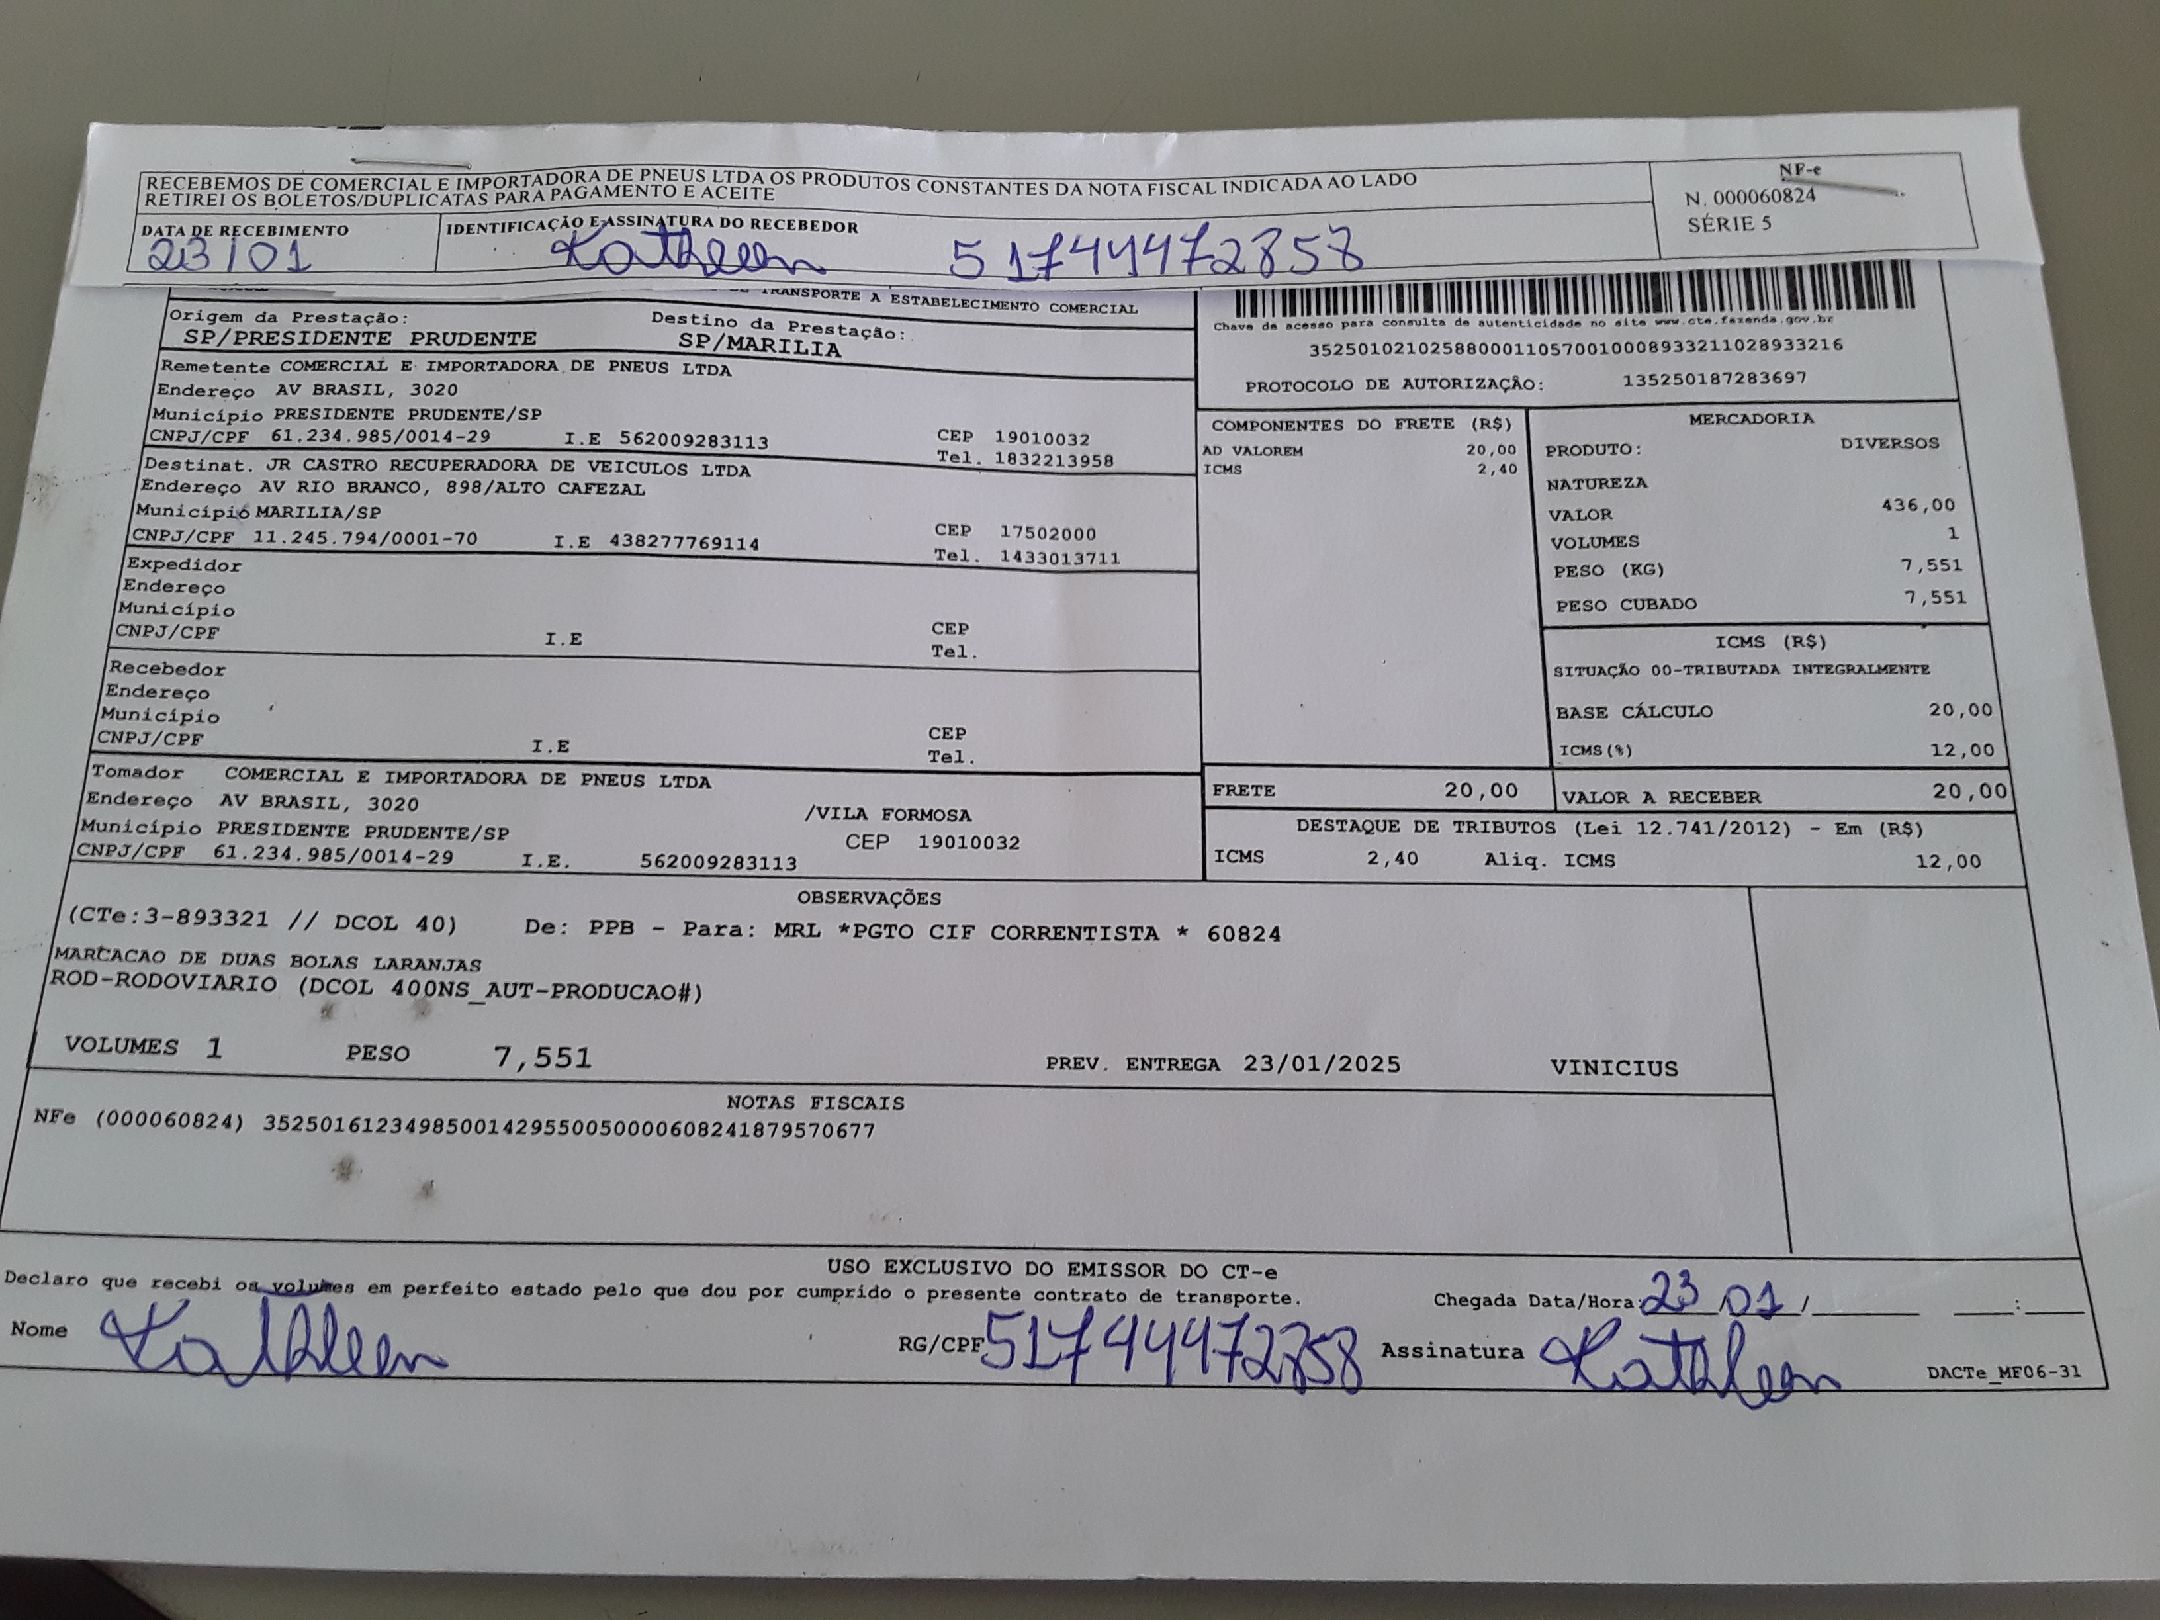 RECEBEMOS DE COMERCIAL E IMPORTADORA DE PNEUS LTDA OS PRODUTOS CONSTANTES DA NOTA FISCAL INDICADA AO LADO
RETIREI OS BOLETOS/DUPLICATAS PARA PAGAMENTO E ACEITE
NF-e
N. 000060824
SÉRIE 5
DATA DE RECEBIMENTO
23/01
IDENTIFICAÇÃO E ASSINATURA DO RECEBEDOR
Kathleen 51744472858
TRANSPORTE A ESTABELECIMENTO COMERCIAL
Origem da Prestação: Destino da Prestação:
SP/PRESIDENTE PRUDENTE SP/MARILIA
Remetente COMERCIAL E IMPORTADORA DE PNEUS LTDA
Endereço AV BRASIL, 3020
Município PRESIDENTE PRUDENTE/SP
CNPJ/CPF 61.234.985/0014-29 I.E 562009283113 CEP 19010032
Tel. 1832213958
Destinat. JR CASTRO RECUPERADORA DE VEICULOS LTDA
Endereço AV RIO BRANCO, 898/ALTO CAFEZAL
Município MARILIA/SP
CNPJ/CPF 11.245.794/0001-70 I.E 438277769114 CEP 17502000
Tel. 1433013711
Expedidor
Endereço
Município
CNPJ/CPF I.E CEP
Tel.
Recebedor
Endereço
Município
CNPJ/CPF I.E CEP
Tel.
Tomador COMERCIAL E IMPORTADORA DE PNEUS LTDA
Endereço AV BRASIL, 3020 /VILA FORMOSA
Município PRESIDENTE PRUDENTE/SP CEP 19010032
CNPJ/CPF 61.234.985/0014-29 I.E. 562009283113
Chave de acesso para consulta de autenticidade no site www.cte.fazenda.gov.br
35250102102588000110570010008933211028933216
PROTOCOLO DE AUTORIZAÇÃO: 135250187283697
COMPONENTES DO FRETE (R$)
AD VALOREM 20,00
ICMS 2,40
MERCADORIA
PRODUTO: DIVERSOS
NATUREZA
VALOR 436,00
VOLUMES 1
PESO (KG) 7,551
PESO CUBADO 7,551
ICMS (R$)
SITUAÇÃO 00-TRIBUTADA INTEGRALMENTE
BASE CÁLCULO 20,00
ICMS(%) 12,00
FRETE 20,00 VALOR A RECEBER 20,00
DESTAQUE DE TRIBUTOS (Lei 12.741/2012) - Em (R$)
ICMS 2,40 Aliq. ICMS 12,00
OBSERVAÇÕES
(CTe:3-893321 // DCOL 40) De: PPB - Para: MRL *PGTO CIF CORRENTISTA * 60824
MARCACAO DE DUAS BOLAS LARANJAS
ROD-RODOVIARIO (DCOL 400NS_AUT-PRODUCAO#)
VOLUMES 1 PESO 7,551 PREV. ENTREGA 23/01/2025 VINICIUS
NOTAS FISCAIS
NFe (000060824) 35250161234985001429550050000608241879570677
USO EXCLUSIVO DO EMISSOR DO CT-e
Declaro que recebi os volumes em perfeito estado pelo que dou por cumprido o presente contrato de transporte. Chegada Data/Hora: 23/01/ :
Nome Kathleen RG/CPF 51744472858 Assinatura Kathleen
DACTe_MF06-31